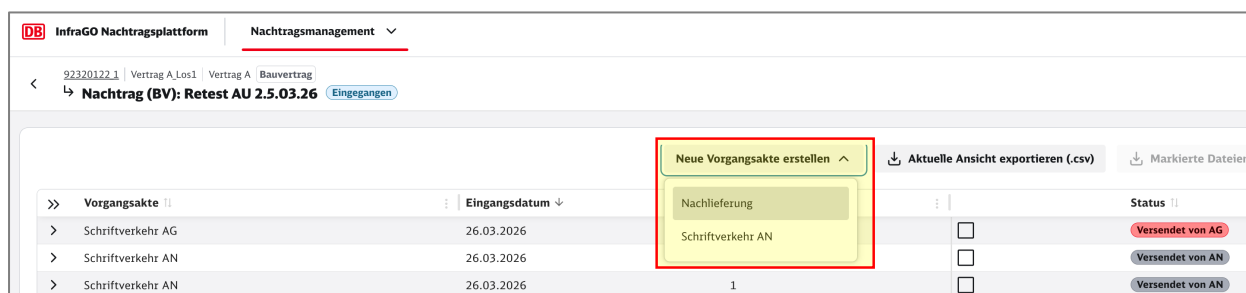 DB InfraGO Nachtragsplattform Nachtragsmanagement
92320122 1 Vertrag A_Los1 Vertrag A Bauvertrag
Nachtrag (BV): Retest AU 2.5.03.26 Eingegangen
Neue Vorgangsakte erstellen Aktuelle Ansicht exportieren (.csv) Markierte Dateien
Vorgangsakte Eingangsdatum Status
Nachlieferung
Schriftverkehr AG 26.03.2026 Versendet von AG
Schriftverkehr AN
Schriftverkehr AN 26.03.2026 Versendet von AN
Schriftverkehr AN 26.03.2026 1 Versendet von AN